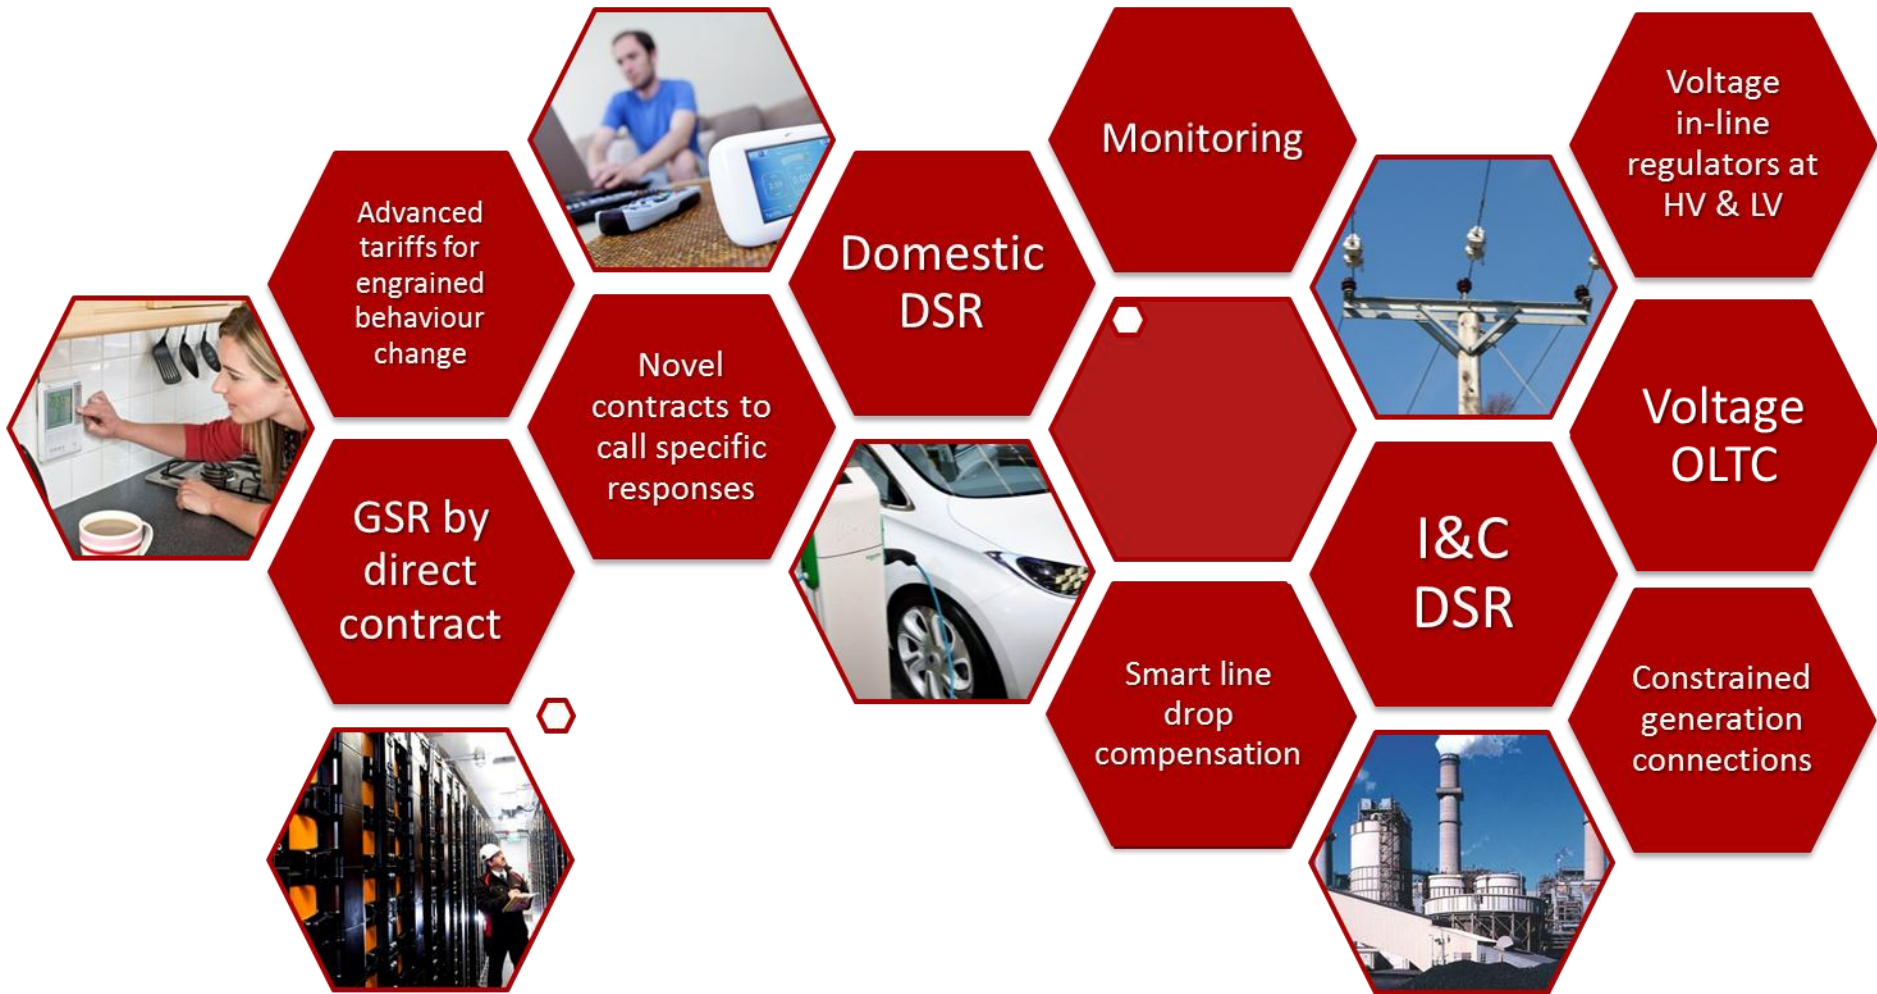 Advanced
tariffs for
engrained
behaviour
change
GSR by
direct
contract
Novel
contracts to
call specific
responses
Domestic
DSR
Monitoring
Smart line
drop
compensation
I&C
DSR
Voltage
in-line
regulators at
HV & LV
Voltage
OLTC
Constrained
generation
connections